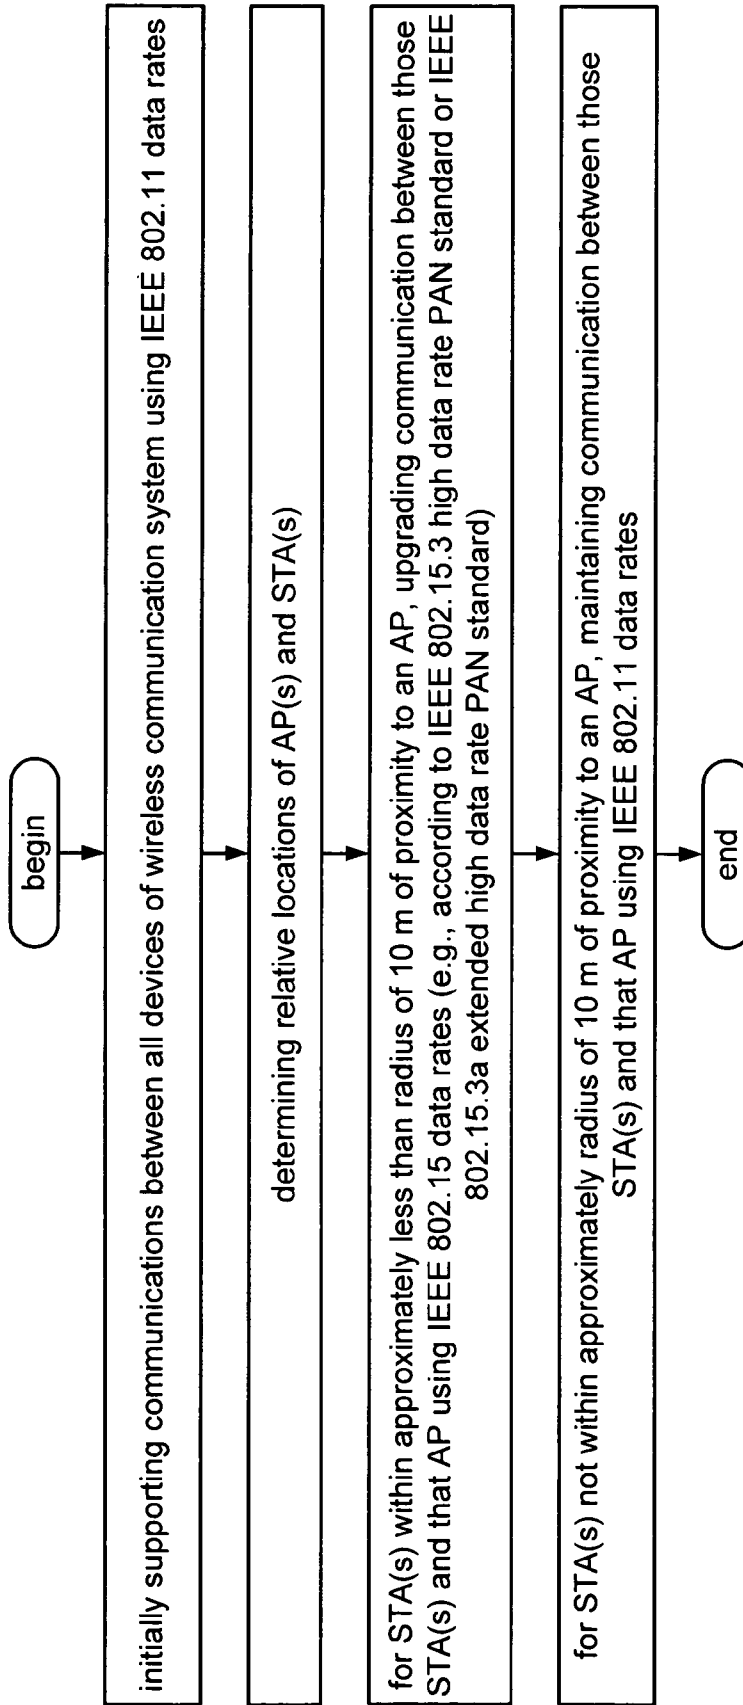 begin
initially supporting communications between all devices of wireless communication system using IEEE 802.11 data rates
determining relative locations of AP(s) and STA(s)
for STA(s) within approximately less than radius of 10 m of proximity to an AP, upgrading communication between those
STA(s) and that AP using IEEE 802.15 data rates (e.g., according to IEEE 802.15.3 high data rate PAN standard or IEEE
802.15.3a extended high data rate PAN standard)
for STA(s) not within approximately radius of 10 m of proximity to an AP, maintaining communication between those
STA(s) and that AP using IEEE 802.11 data rates
end